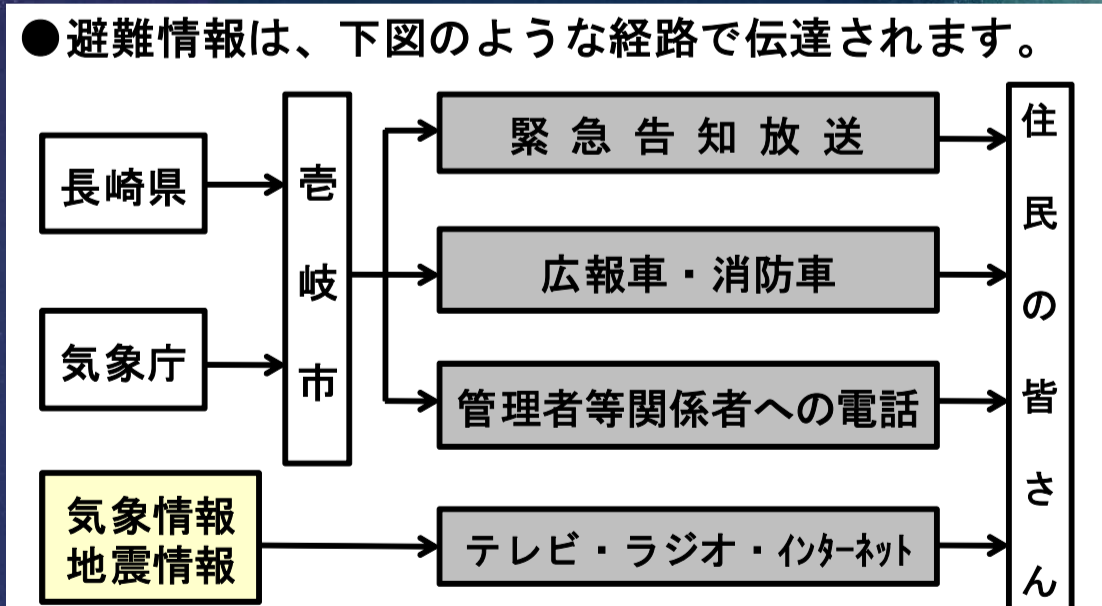 ●避難情報は、下図のような経路で伝達されます。
長崎県
気象庁
壱岐市
緊急告知放送
広報車・消防車
管理者等関係者への電話
気象情報
地震情報
テレビ・ラジオ・ｲﾝﾀｰﾈｯﾄ
住民の皆さん